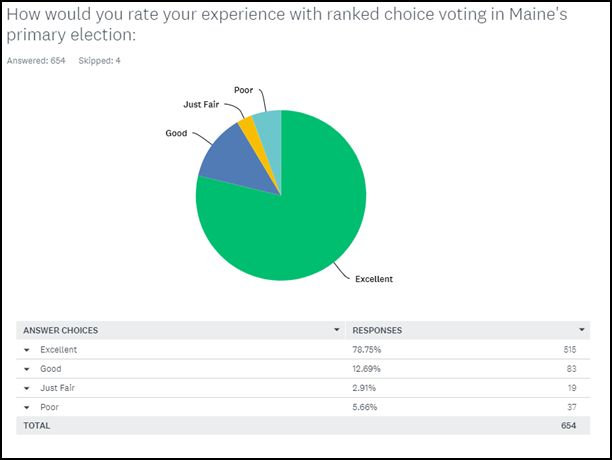 How would you rate your experience with ranked choice voting in Maine's
primary election:
Answered: 654 Skipped: 4
Poor
Just Fair
Good
Excellent
ANSWER CHOICES RESPONSES
Excellent 78.75% 515
Good 12.69% 83
Just Fair 2.91% 19
Poor 5.66% 37
TOTAL 654